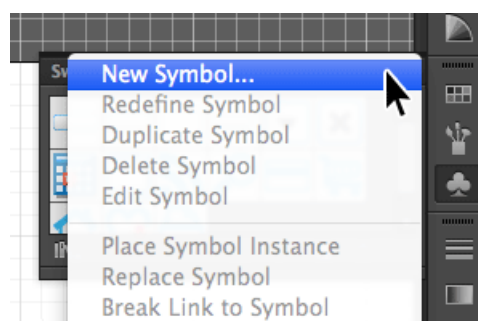 Sw
New Symbol...
Redefine Symbol
Duplicate Symbol
Delete Symbol
Edit Symbol
Place Symbol Instance
Replace Symbol
Break Link to Symbol